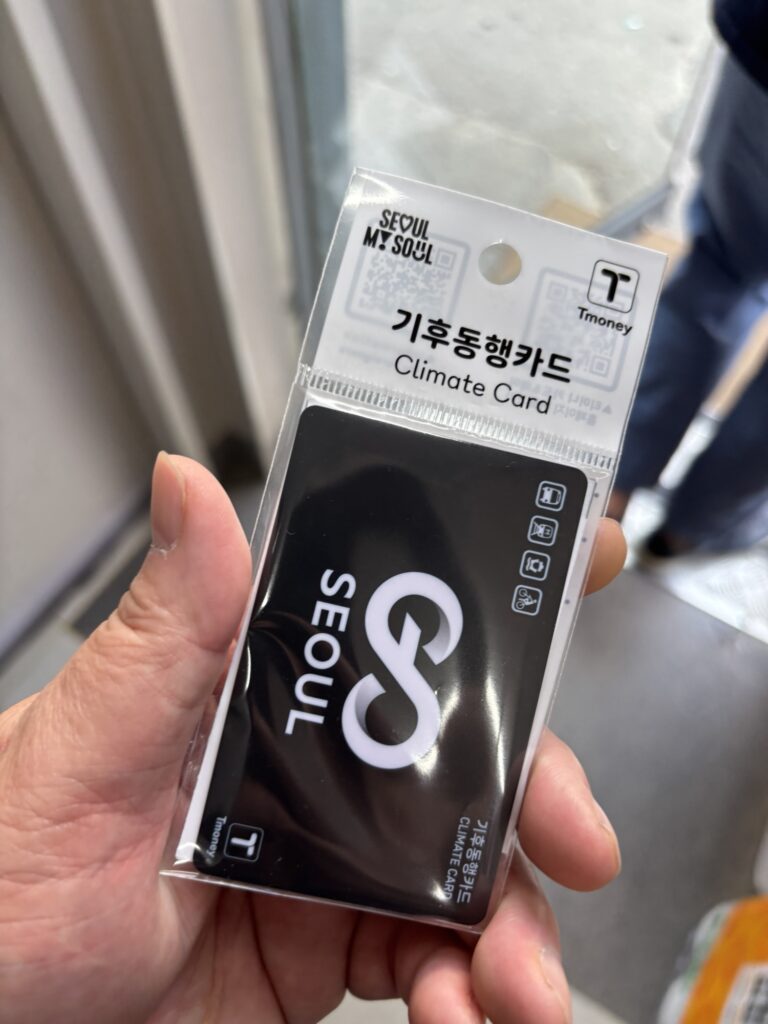 SEOUL
MY SOUL
Tmoney
기후동행카드
Climate Card
SEOUL
기후동행카드
CLIMATE CARD
Tmoney